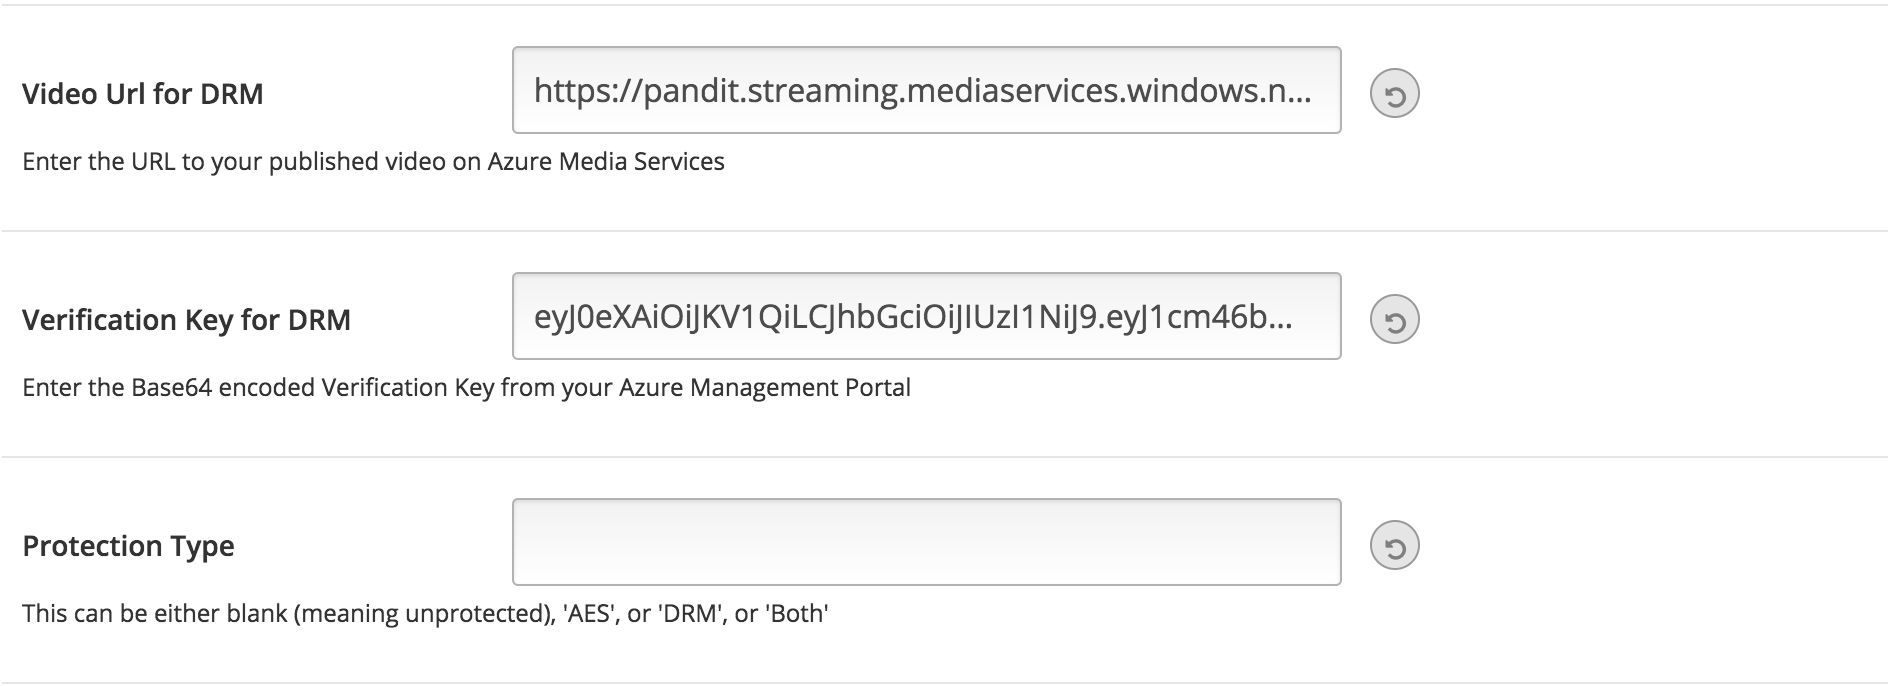 Video Url for DRM
https://pandit.streaming.mediaservices.windows.n...
Enter the URL to your published video on Azure Media Services
Verification Key for DRM
eyJ0eXAiOiJKV1QiLCJhbGciOiJIUzI1NiJ9.eyJ1cm46b...
Enter the Base64 encoded Verification Key from your Azure Management Portal
Protection Type
This can be either blank (meaning unprotected), 'AES', or 'DRM', or 'Both'